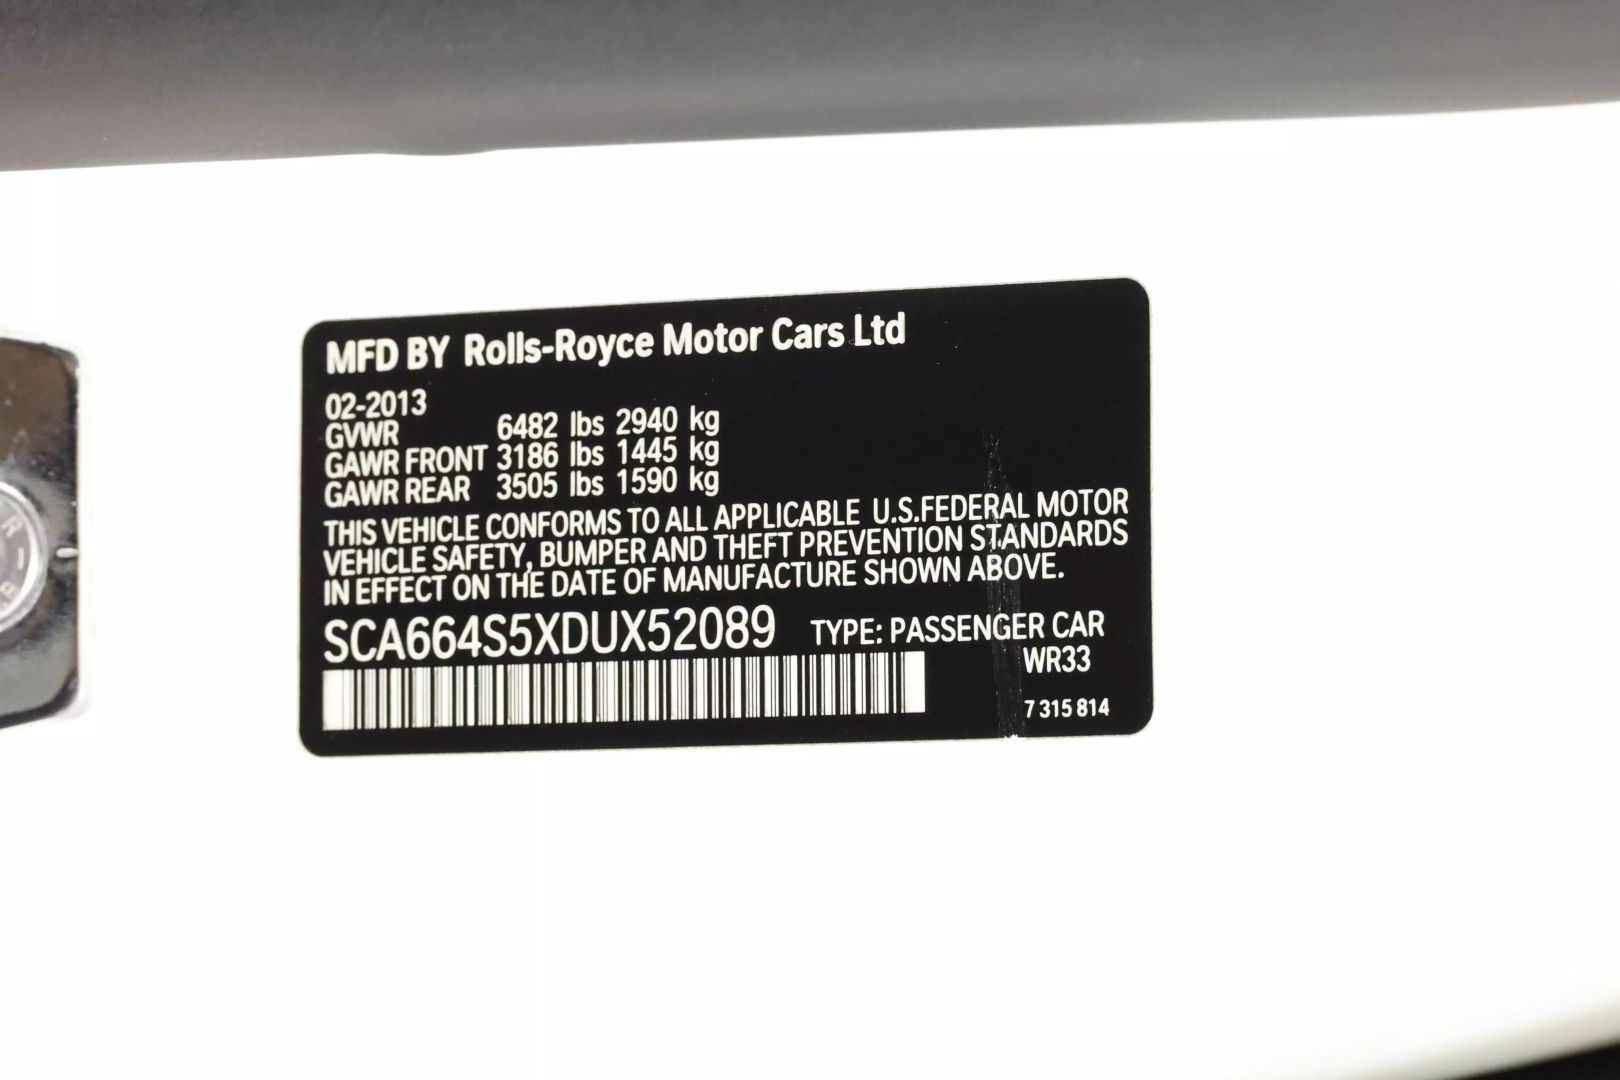 MFD BY Rolls-Royce Motor Cars Ltd
02-2013
GVWR 6482 lbs 2940 kg
GAWR FRONT 3186 lbs 1445 kg
GAWR REAR 3505 lbs 1590 kg
THIS VEHICLE CONFORMS TO ALL APPLICABLE U.S.FEDERAL MOTOR
VEHICLE SAFETY, BUMPER AND THEFT PREVENTION STANDARDS
IN EFFECT ON THE DATE OF MANUFACTURE SHOWN ABOVE.
SCA664S5XDUX52089 TYPE: PASSENGER CAR
WR33
7 315 814